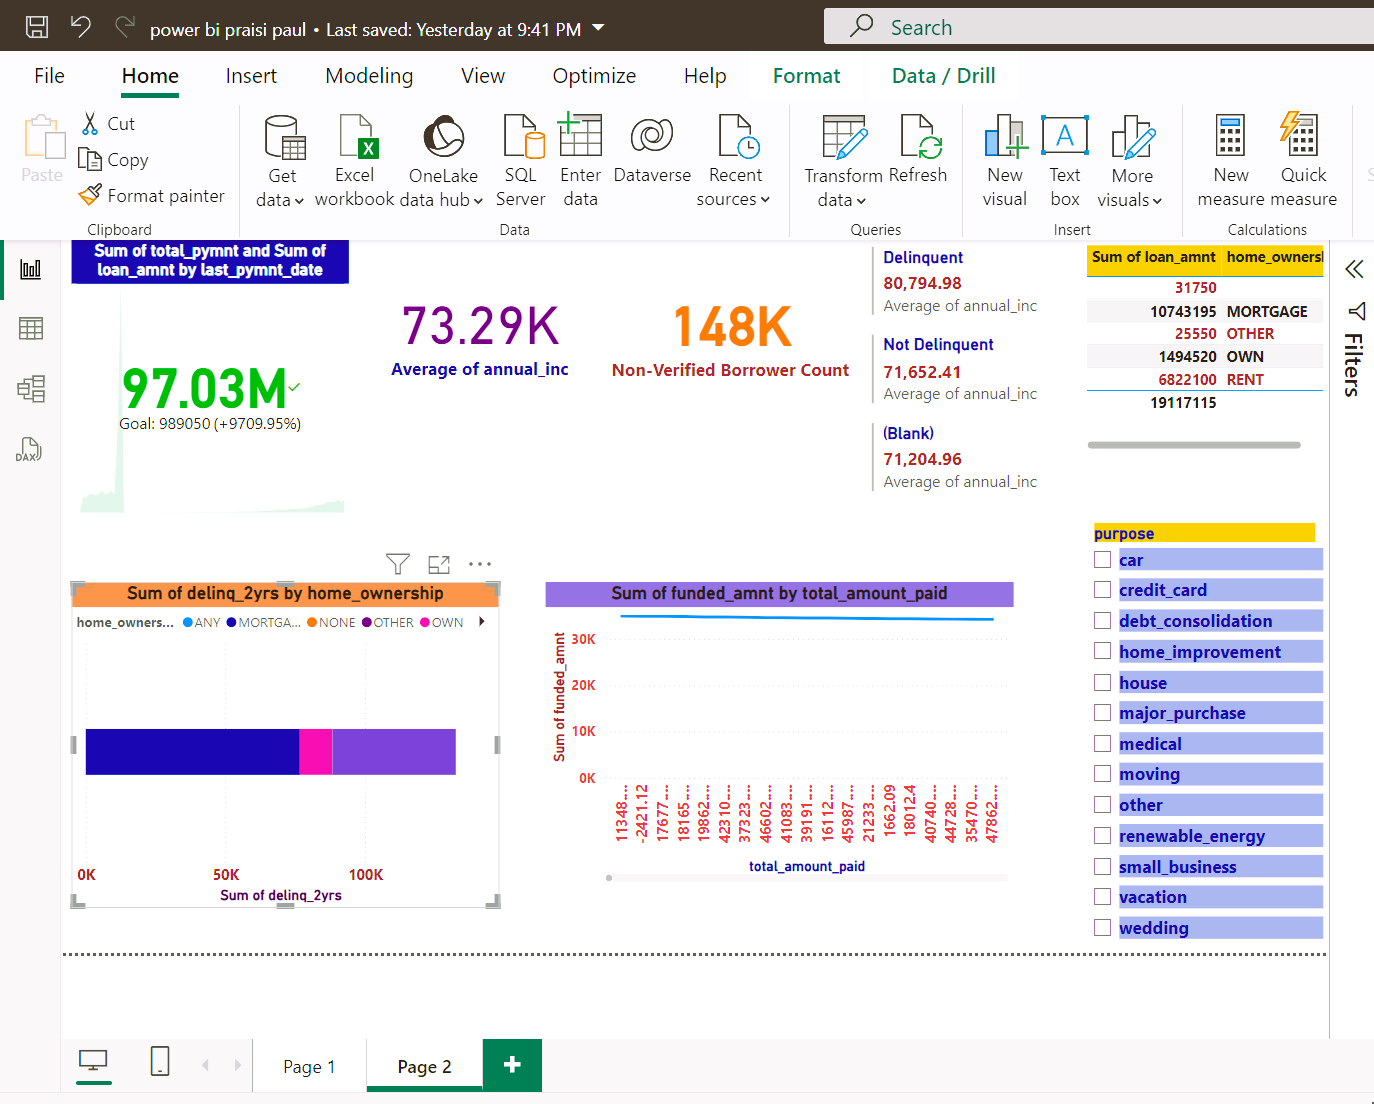 power bi praisi paul • Last saved: Yesterday at 9:41 PM
Search
File Home Insert Modeling View Optimize Help Format Data / Drill
Paste
Cut
Copy
Format painter
Clipboard
Get data
Excel workbook
OneLake data hub
SQL Server
Enter data
Dataverse
Recent sources
Data
Transform data
Refresh
Queries
New visual
Text box
More visuals
Insert
New measure
Quick measure
Calculations
Sum of total_pymnt and Sum of
loan_amnt by last_pymnt_date
97.03M
Goal: 989050 (+9709.95%)
73.29K
Average of annual_inc
148K
Non-Verified Borrower Count
Delinquent
80,794.98
Average of annual_inc
Not Delinquent
71,652.41
Average of annual_inc
(Blank)
71,204.96
Average of annual_inc
Sum of loan_amnt home_ownersh
31750
10743195 MORTGAGE
25550 OTHER
1494520 OWN
6822100 RENT
19117115
Filters
DAX
Sum of delinq_2yrs by home_ownership
home_owners... ANY MORTGA... NONE OTHER OWN
0K 50K 100K
Sum of delinq_2yrs
Sum of funded_amnt by total_amount_paid
Sum of funded_amnt
30K
20K
10K
0K
11348....
-2421.12
17677....
18165....
19862....
42310....
37323....
46602....
41083....
39191....
16112....
45987....
21233....
1662.09
18012.4
40740....
44728....
35470....
47862....
total_amount_paid
purpose
car
credit_card
debt_consolidation
home_improvement
house
major_purchase
medical
moving
other
renewable_energy
small_business
vacation
wedding
Page 1
Page 2